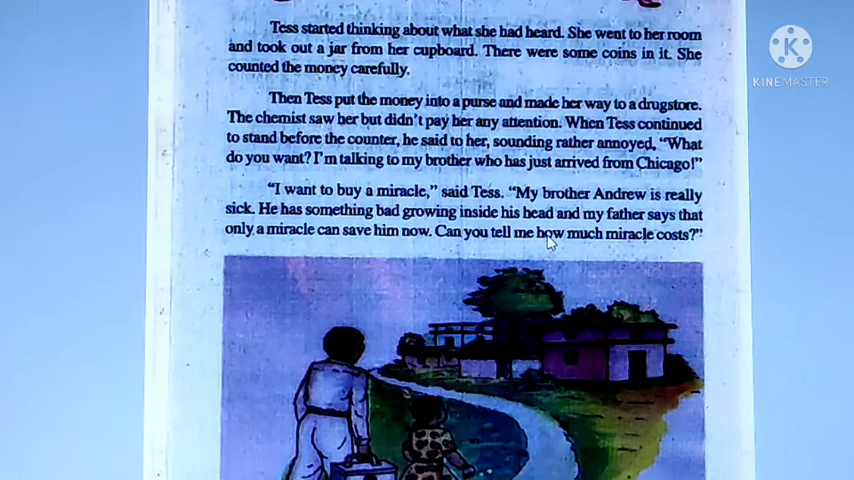 Tess started thinking about what she had heard. She went to her room
and took out a jar from her cupboard. There were some coins in it. She
counted the money carefully.
Then Tess put the money into a purse and made her way to a drugstore.
The chemist saw her but didn't pay her any attention. When Tess continued
to stand before the counter, he said to her, sounding rather annoyed, "What
do you want? I'm talking to my brother who has just arrived from Chicago!"
"I want to buy a miracle," said Tess. "My brother Andrew is really
sick. He has something bad growing inside his head and my father says that
only a miracle can save him now. Can you tell me how much miracle costs?"
K
KINEMASTER